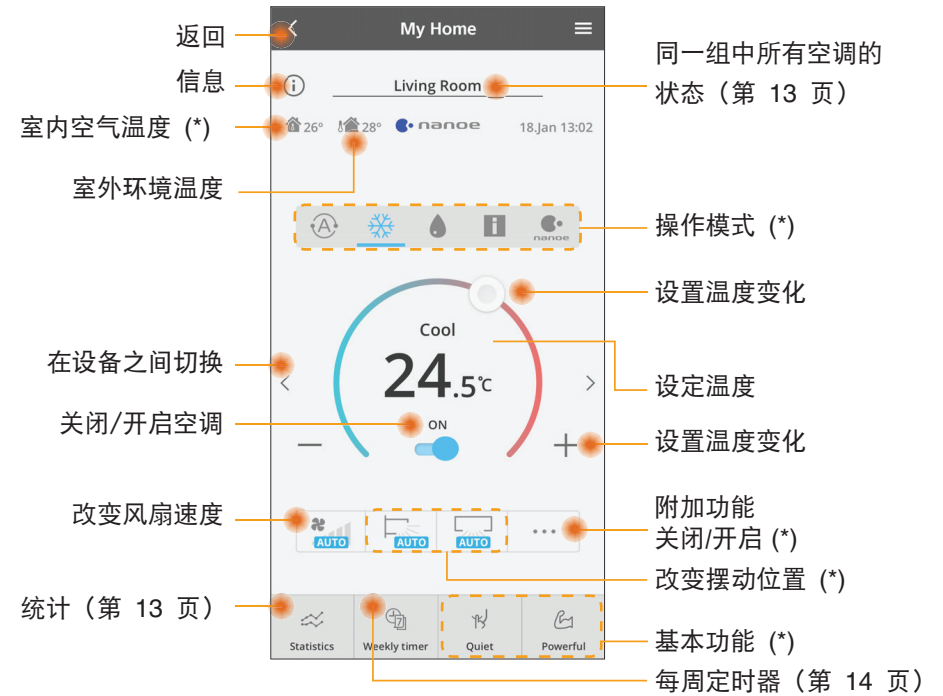 My Home
返回
信息
Living Room
同一组中所有空调的
状态（第 13 页）
室内空气温度 (*)
26°
28°
nanoe
18.Jan 13:02
室外环境温度
A
nanoe
操作模式 (*)
设置温度变化
Cool
24.5℃
在设备之间切换
设定温度
关闭/开启空调
ON
设置温度变化
改变风扇速度
AUTO
AUTO
AUTO
附加功能
关闭/开启 (*)
改变摆动位置 (*)
统计（第 13 页）
7
Statistics
Weekly timer
Quiet
Powerful
基本功能 (*)
每周定时器（第 14 页）